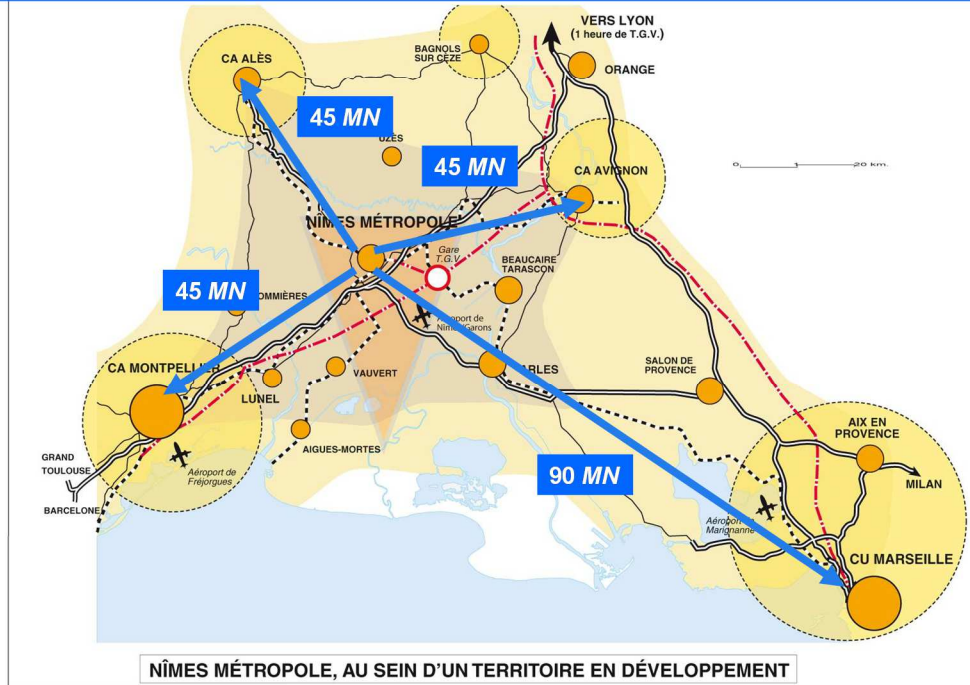 VERS LYON
(1 heure de T.G.V.)
BAGNOLS
SUR CÈZE
ORANGE
CA ALÈS
45 MN
UZÈS
45 MN
CA AVIGNON
0
1
20 km.
NÎMES MÉTROPOLE
Gare
T.G.V
BEAUCAIRE
TARASCON
45 MN
OMMIÈRES
Aéroport de
Nîmes/Garons
CA MONTPELLIER
LUNEL
VAUVERT
ARLES
SALON DE
PROVENCE
AIGUES-MORTES
AIX EN
PROVENCE
GRAND
TOULOUSE
BARCELONE
Aéroport de
Fréjorgues
90 MN
MILAN
Aéroport de
Marignanne
CU MARSEILLE
NÎMES MÉTROPOLE, AU SEIN D'UN TERRITOIRE EN DÉVELOPPEMENT